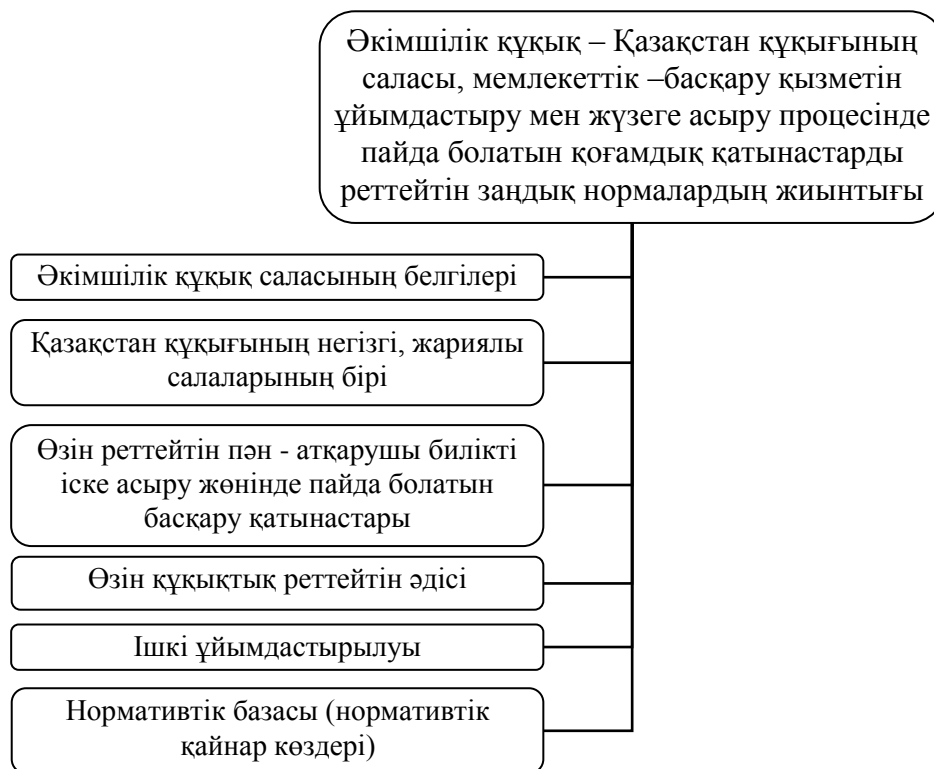 Әкімшілік құқық – Қазақстан құқығының
саласы, мемлекеттік –басқару қызметін
ұйымдастыру мен жүзеге асыру процесінде
пайда болатын қоғамдық қатынастарды
реттейтін заңдық нормалардың жиынтығы
Әкімшілік құқық саласының белгілері
Қазақстан құқығының негізгі, жариялы
салаларының бірі
Өзін реттейтін пән - атқарушы билікті
іске асыру жөнінде пайда болатын
басқару қатынастары
Өзін құқықтық реттейтін әдісі
Ішкі ұйымдастырылуы
Нормативтік базасы (нормативтік
қайнар көздері)